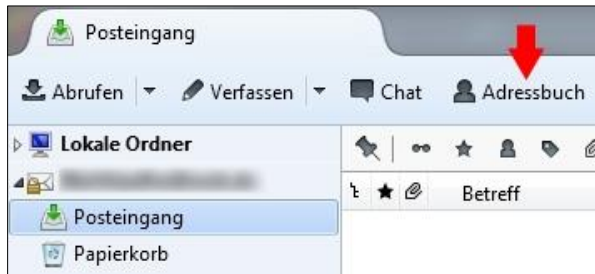 Posteingang
Abrufen Verfassen Chat Adressbuch
Lokale Ordner
Betreff
Posteingang
Papierkorb